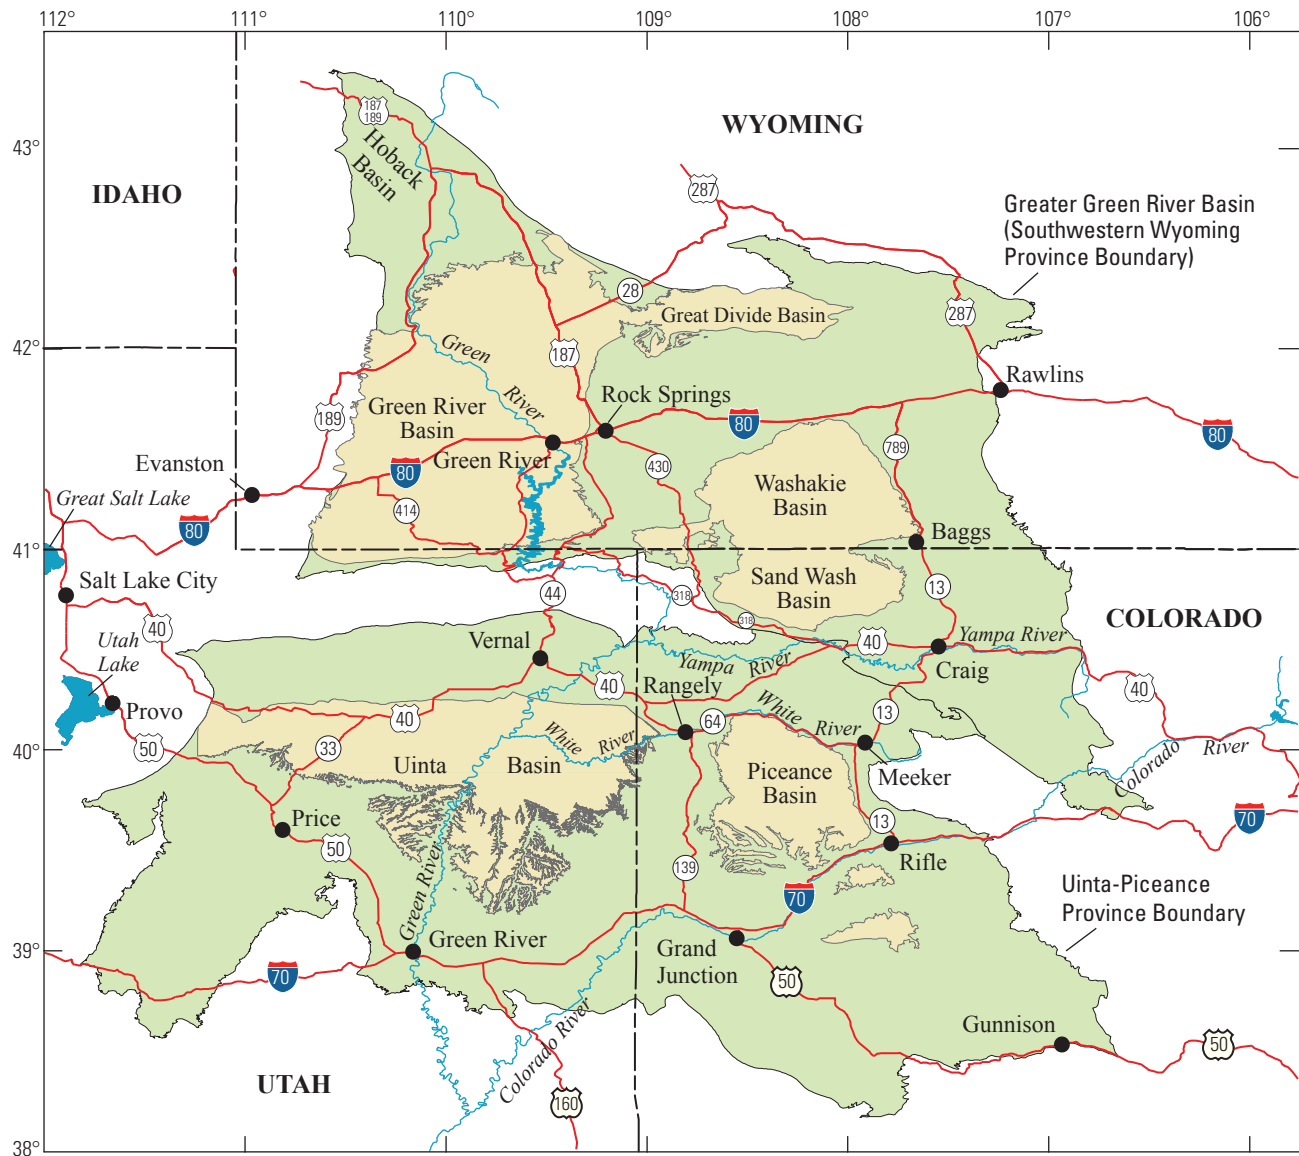 112°
111°
110°
109°
108°
107°
106°
187
189
WYOMING
43°
Hoback
Basin
IDAHO
287
Greater Green River Basin
(Southwestern Wyoming
Province Boundary)
28
Great Divide Basin
287
42°
Green
187
Rawlins
River
Rock Springs
189
Green River
Basin
80
80
789
Evanston
Green River
80
430
Washakie
Basin
Great Salt Lake
414
80
Baggs
41°
Salt Lake City
Sand Wash
Basin
44
318
13
318
40
COLORADO
Utah
Lake
Vernal
40
Yampa River
Yampa River
Craig
40
Rangely
40
Provo
40
64
White
River
13
50
33
White River
Colorado River
40°
Uinta Basin
Piceance
Basin
Meeker
Price
13
70
50
Rifle
139
70
Uinta-Piceance
Province Boundary
Green River
39°
Green River
Grand
Junction
70
50
Gunnison
50
Colorado River
UTAH
160
38°